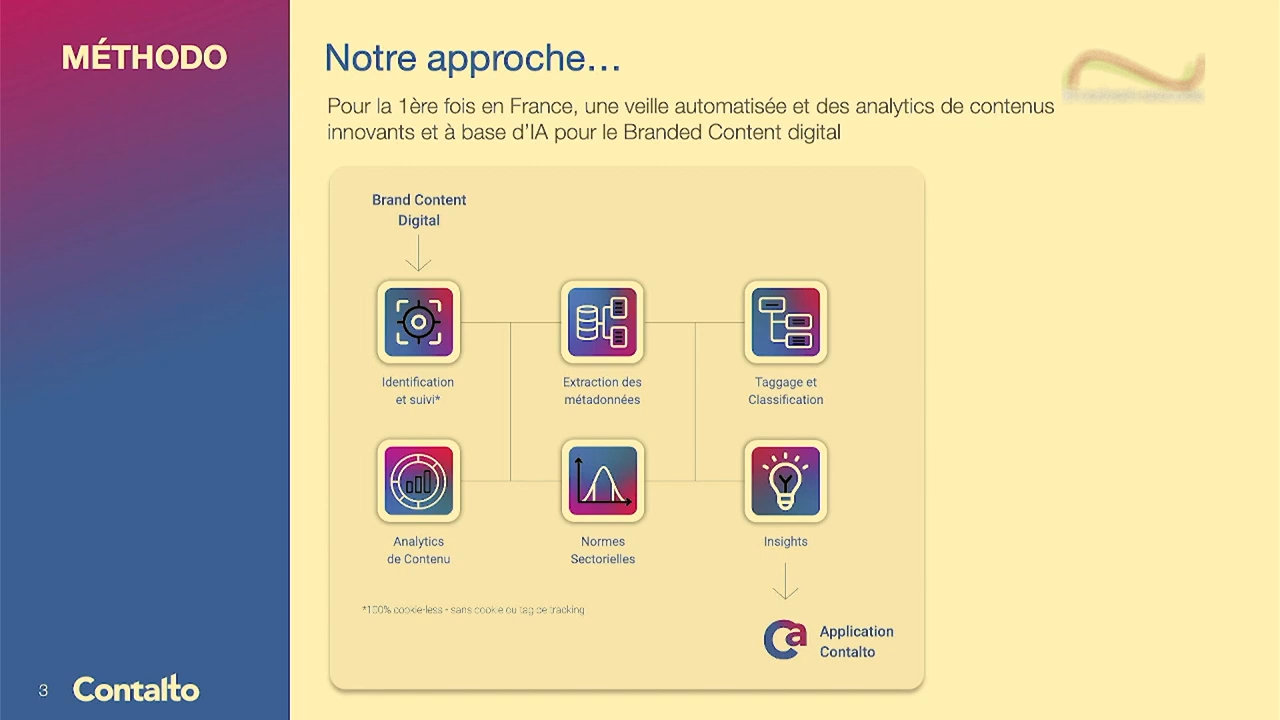 MÉTHODO
Notre approche...
Pour la 1ère fois en France, une veille automatisée et des analytics de contenus
innovants et à base d'IA pour le Branded Content digital
Brand Content
Digital
Identification
et suivi*
Extraction des
métadonnées
Taggage et
Classification
Analytics
de Contenu
Normes
Sectorielles
Insights
*100% cookie-less - sans cookie ou tag de tracking
Ca
Application
Contalto
3
Contalto